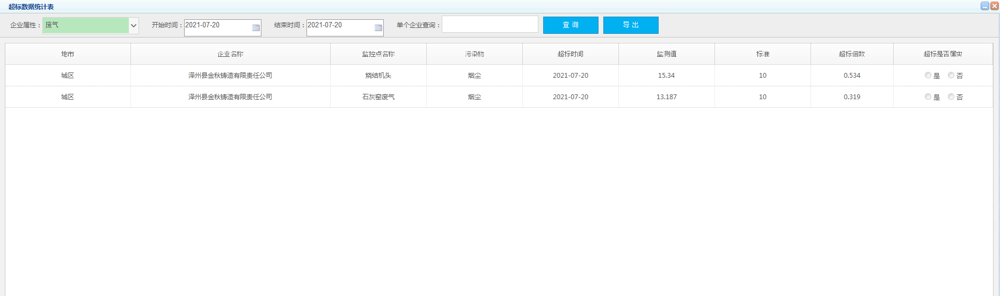 超标数据统计表
企业属性： 废气 开始时间： 2021-07-20 结束时间： 2021-07-20 单个企业查询： 查 询 导 出
地市 企业名称 监控点名称 污染物 超标时间 监测值 标准 超标倍数 超标是否属实
城区 泽州县金秋铸造有限责任公司 烧结机头 烟尘 2021-07-20 15.34 10 0.534 是 否
城区 泽州县金秋铸造有限责任公司 石灰窑废气 烟尘 2021-07-20 13.187 10 0.319 是 否